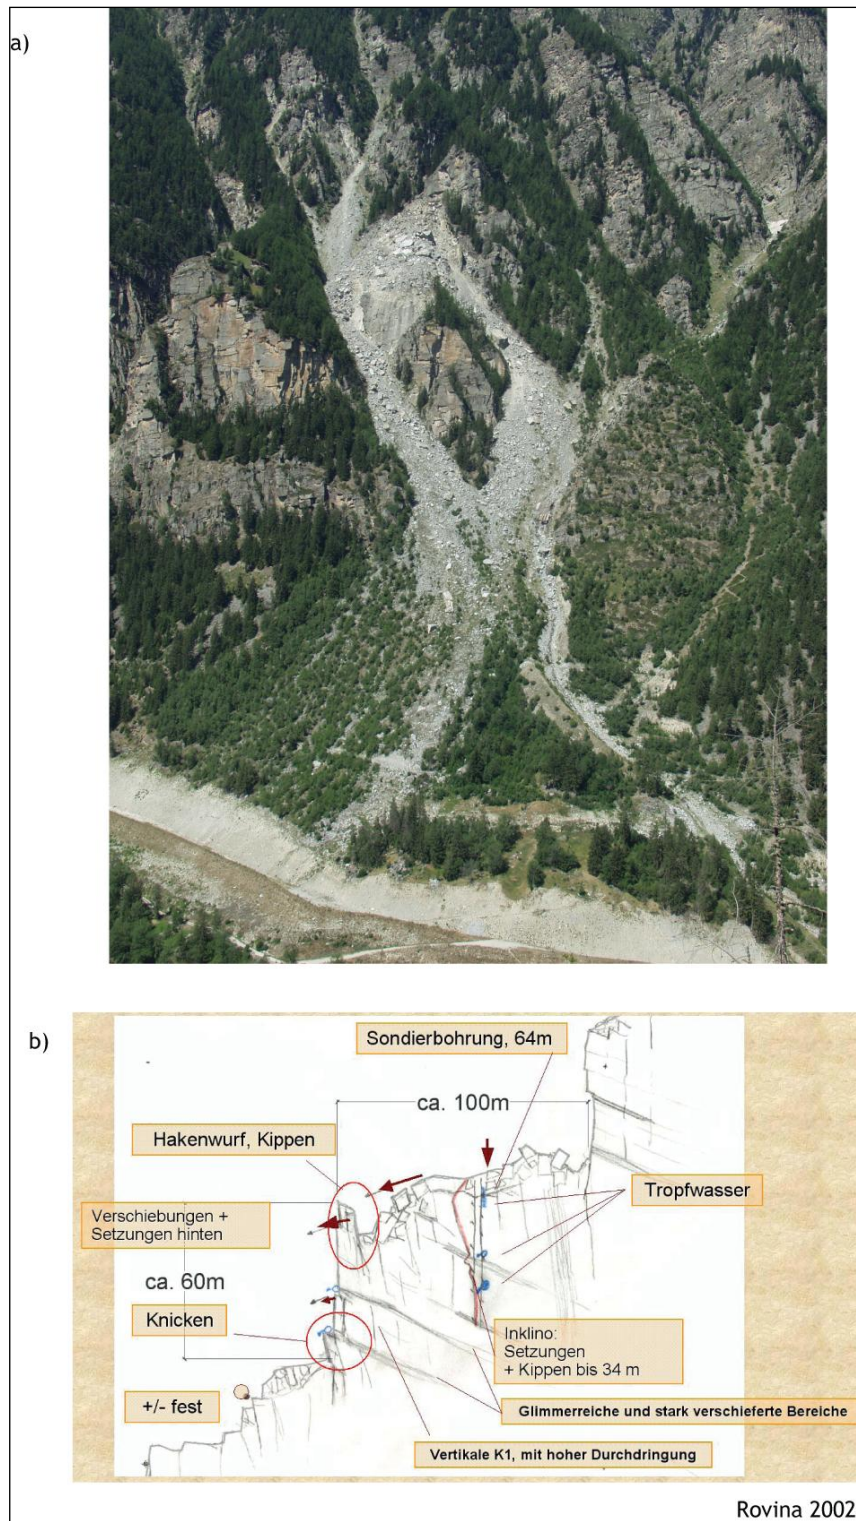 a)
b)
Sondierbohrung, 64m
ca. 100m
Hakenwurf, Kippen
Tropfwasser
Verschiebungen +
Setzungen hinten
ca. 60m
Knicken
Inklino:
Setzungen
+ Kippen bis 34 m
+/- fest
Glimmerreiche und stark verschieferte Bereiche
Vertikale K1, mit hoher Durchdringung
Rovina 2002